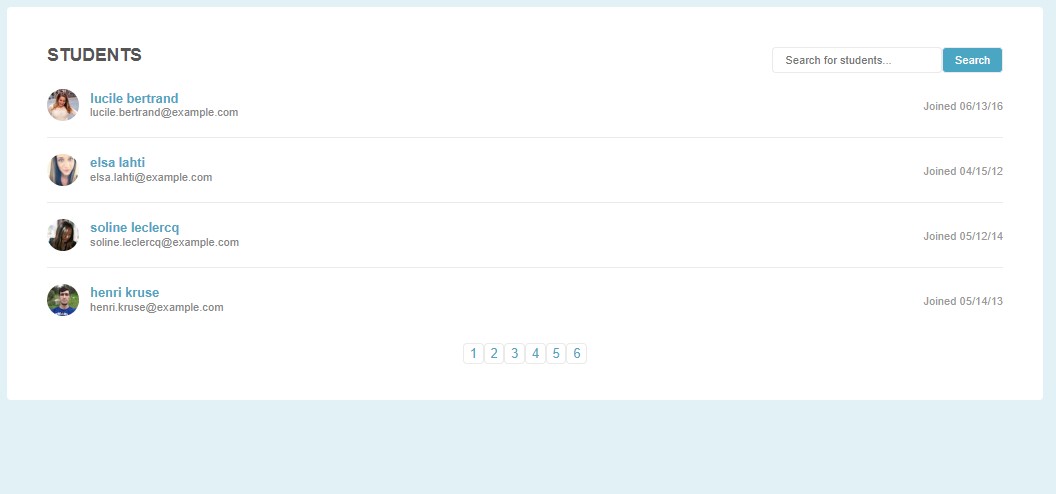 STUDENTS
Search for students...
Search
lucile bertrand
lucile.bertrand@example.com
Joined 06/13/16
elsa lahti
elsa.lahti@example.com
Joined 04/15/12
soline leclercq
soline.leclercq@example.com
Joined 05/12/14
henri kruse
henri.kruse@example.com
Joined 05/14/13
1 2 3 4 5 6